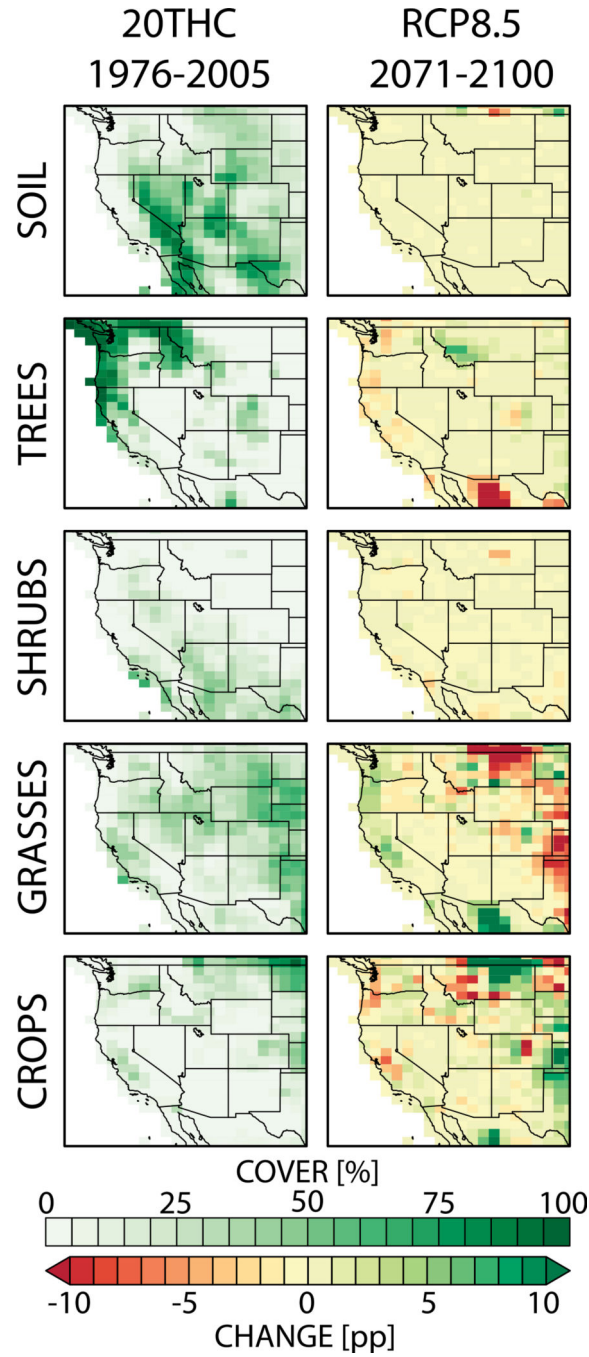 20THC RCP8.5
1976-2005 2071-2100
SOIL
TREES
SHRUBS
GRASSES
CROPS
COVER [%]
0 25 50 75 100
-10 -5 0 5 10
CHANGE [pp]